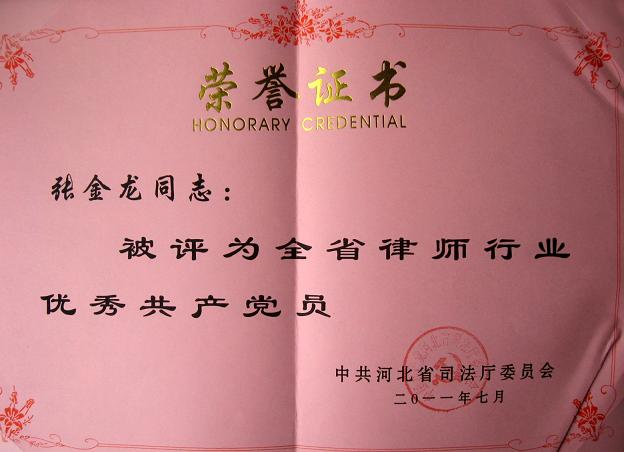 荣誉证书
HONORARY CREDENTIAL
张金龙同志：
被评为全省律师行业
优秀共产党员
中共河北省司法厅委员会
二〇一一年七月